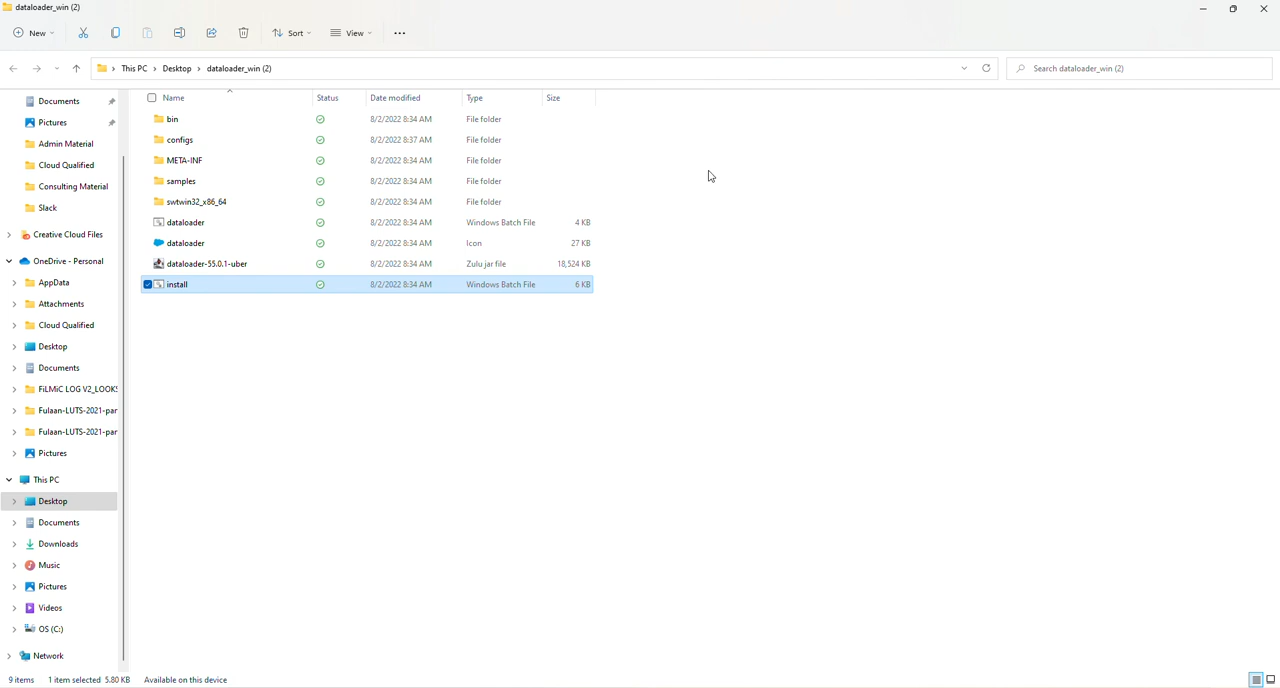 dataloader_win (2)
New
Sort
View
This PC > Desktop > dataloader_win (2)
Search dataloader_win (2)
Name Status Date modified Type Size
bin 8/2/2022 8:34 AM File folder
configs 8/2/2022 8:37 AM File folder
META-INF 8/2/2022 8:34 AM File folder
samples 8/2/2022 8:34 AM File folder
swtwin32_x86_64 8/2/2022 8:34 AM File folder
dataloader 8/2/2022 8:34 AM Windows Batch File 4 KB
dataloader 8/2/2022 8:34 AM Icon 27 KB
dataloader-55.0.1-uber 8/2/2022 8:34 AM Zulu jar file 18,524 KB
install 8/2/2022 8:34 AM Windows Batch File 6 KB
Documents
Pictures
Admin Material
Cloud Qualified
Consulting Material
Slack
Creative Cloud Files
OneDrive - Personal
AppData
Attachments
Cloud Qualified
Desktop
Documents
FiLMiC LOG V2_LOOKS
Fulaan-LUTS-2021-par
Fulaan-LUTS-2021-par
Pictures
This PC
Desktop
Documents
Downloads
Music
Pictures
Videos
OS (C:)
Network
9 items 1 item selected 5.80 KB Available on this device